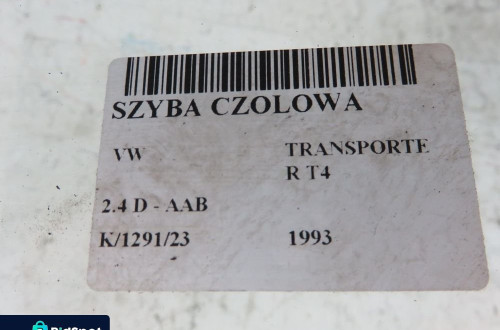 SZYBA CZOLOWA
VW TRANSPORTE
R T4
2.4 D - AAB
K/1291/23 1993